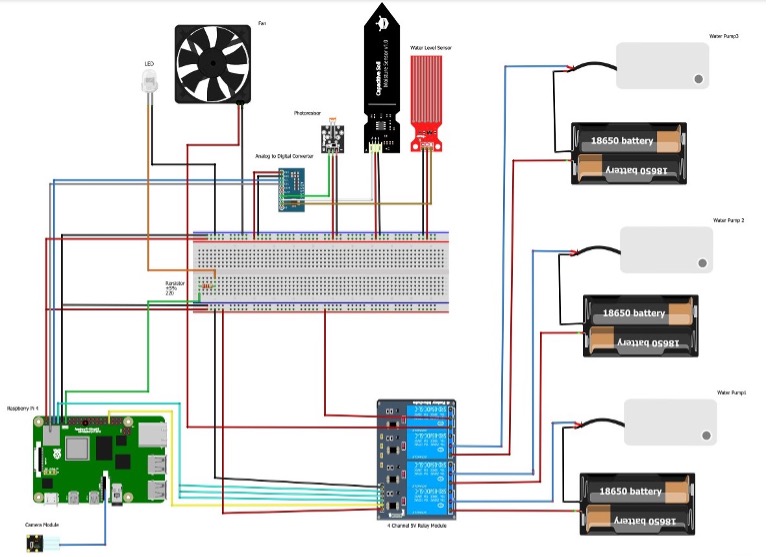 Fan
Water Pump3
LED
Capacitive Soil
Moisture Sensor v1.0
Water Level Sensor
Photoresistor
Analog to Digital Converter
18650 battery
18650 battery
Water Pump 2
Resistor
±5%
220
18650 battery
18650 battery
Water Pump1
Raspberry Pi 4
18650 battery
18650 battery
Camera Module
4 Channel 5V Relay Module